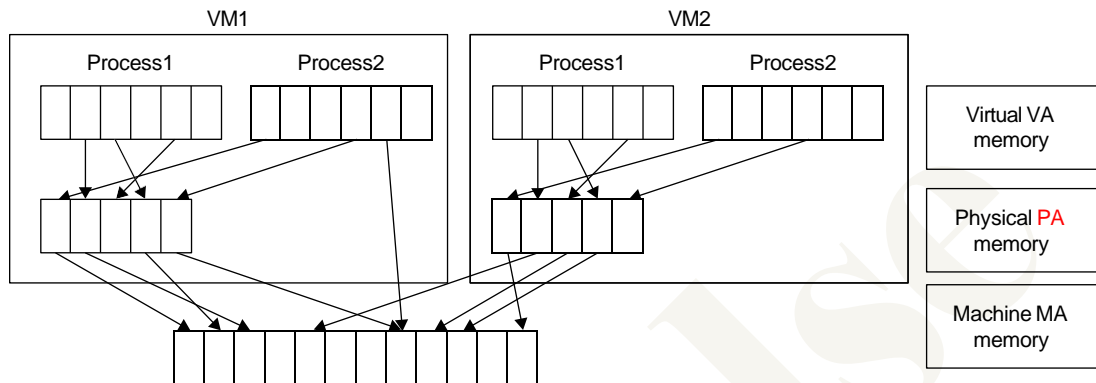 VM1
VM2
Process1
Process2
Process1
Process2
Virtual VA
memory
Physical PA
memory
Machine MA
memory